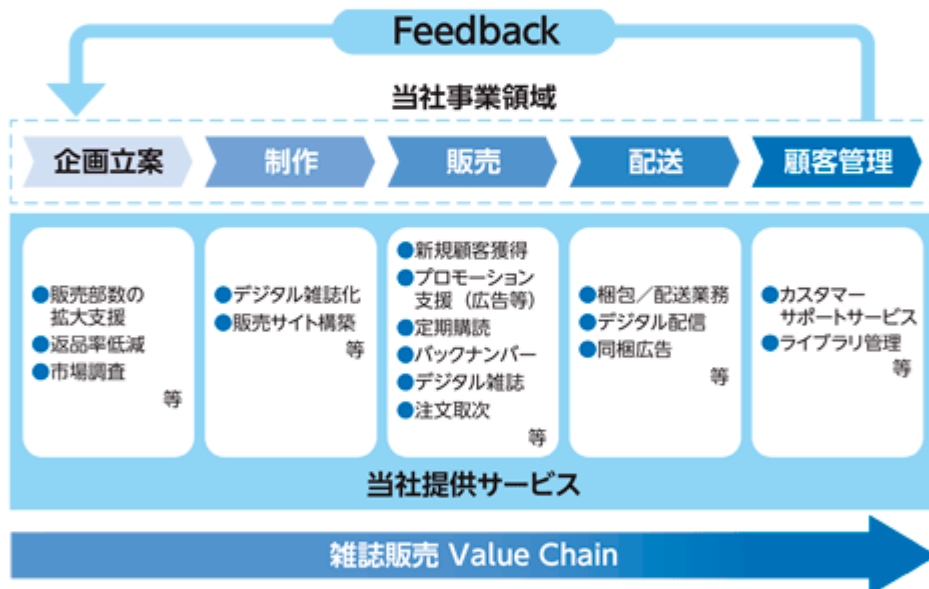 Feedback
当社事業領域
企画立案
制作
販売
配送
顧客管理
●販売部数の
拡大支援
●返品率低減
●市場調査
等
●デジタル雑誌化
●販売サイト構築
等
●新規顧客獲得
●プロモーション
支援（広告等）
●定期購読
●バックナンバー
●デジタル雑誌
●注文取次
等
●梱包／配送業務
●デジタル配信
●同梱広告
等
●カスタマー
サポートサービス
●ライブラリ管理
等
当社提供サービス
雑誌販売 Value Chain